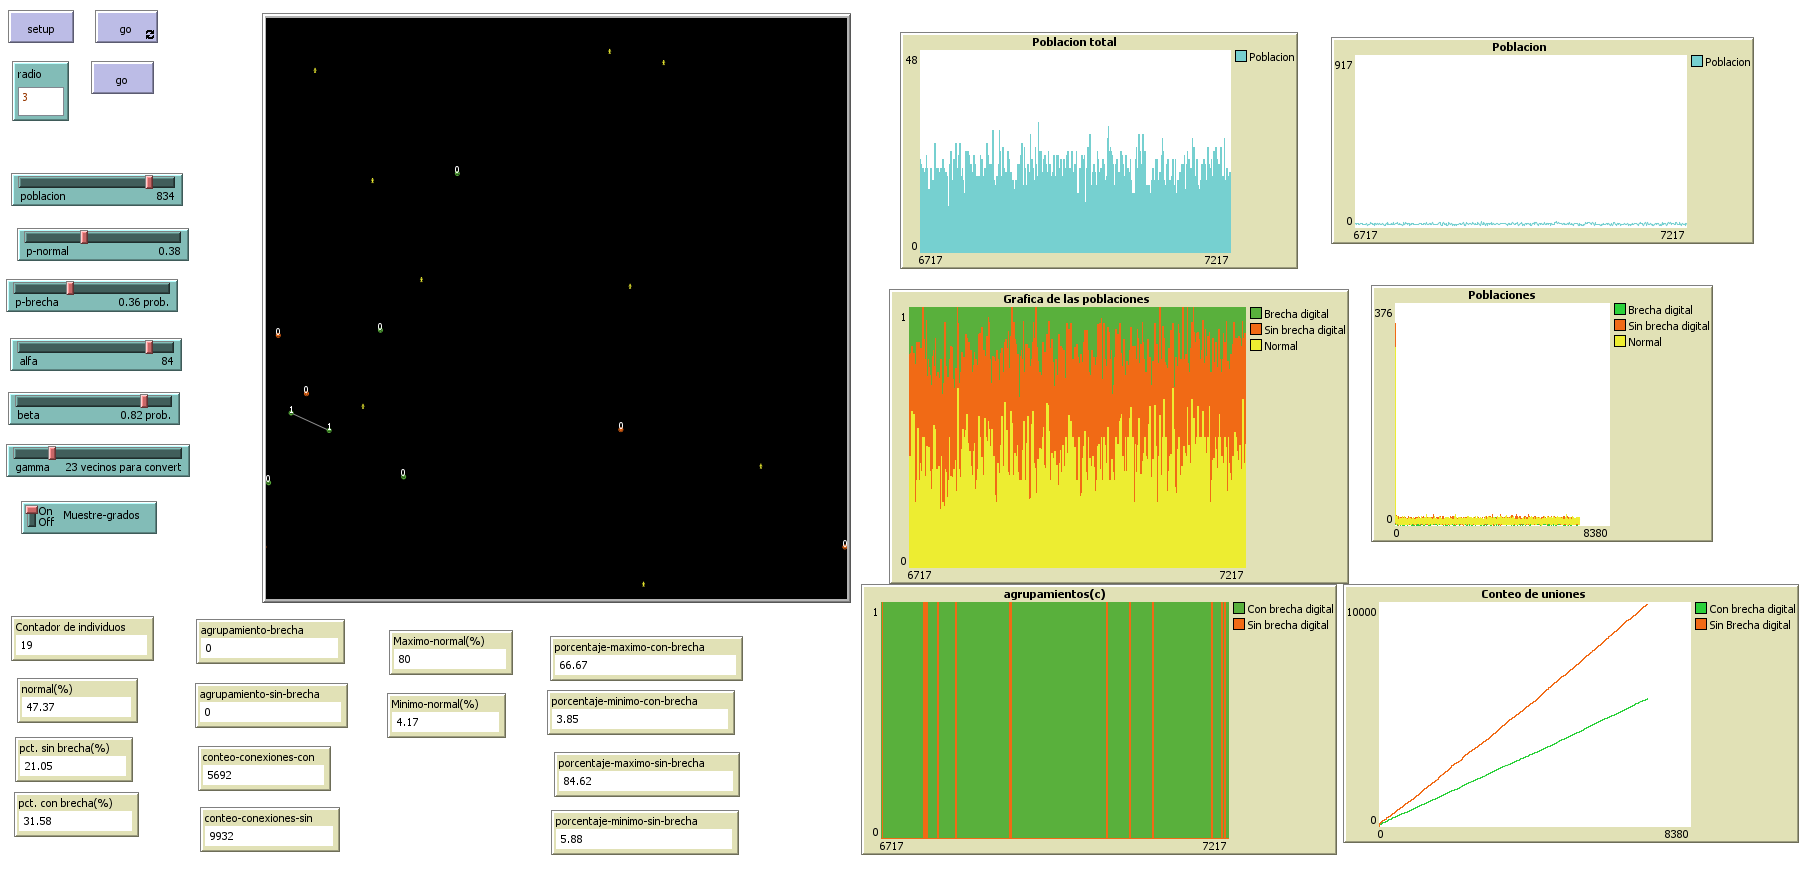 setup
go
radio
3
go
poblacion 834
p-normal 0.38
p-brecha 0.36 prob.
alfa 84
beta 0.82 prob.
gamma 23 vecinos para convert
On
Off
Muestre-grados
0
0
0
0
1
1
0
0
0
0
Poblacion total
48
0
6717 7217
Poblacion
Poblacion
917
0
6717 7217
Poblacion
Grafica de las poblaciones
1
0
6717 7217
Brecha digital
Sin brecha digital
Normal
Poblaciones
376
0
0 8380
Brecha digital
Sin brecha digital
Normal
agrupamientos(c)
1
0
6717 7217
Con brecha digital
Sin brecha digital
Conteo de uniones
10000
0
0 8380
Con brecha digital
Sin Brecha digital
Contador de individuos
19
normal(%)
47.37
pct. sin brecha(%)
21.05
pct. con brecha(%)
31.58
agrupamiento-brecha
0
agrupamiento-sin-brecha
0
conteo-conexiones-con
5692
conteo-conexiones-sin
9932
Maximo-normal(%)
80
Minimo-normal(%)
4.17
porcentaje-maximo-con-brecha
66.67
porcentaje-minimo-con-brecha
3.85
porcentaje-maximo-sin-brecha
84.62
porcentaje-minimo-sin-brecha
5.88